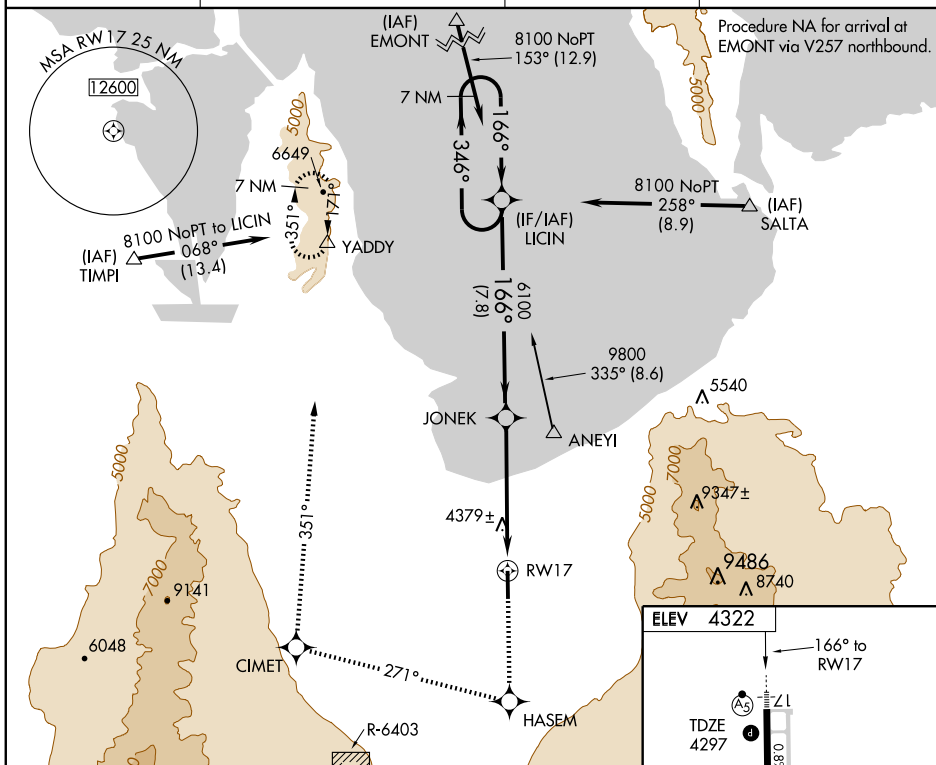 (IAF)
EMONT
8100 NoPT
153° (12.9)
Procedure NA for arrival at
EMONT via V257 northbound.
MSA RW17 25 NM
12600
7 NM
5000
5000
166°
346°
6649
7 NM
351°
171°
YADDY
8100 NoPT to LICIN
068°
(13.4)
(IAF)
TIMPI
(IF/IAF)
LICIN
8100 NoPT
258°
(8.9)
(IAF)
SALTA
6100
166°
(7.8)
9800
335° (8.6)
JONEK
ANEYI
5540
5000
7000
9347±
5000
4379±
351°
RW17
9486
8740
7000
9141
6048
CIMET
271°
HASEM
R-6403
ELEV 4322
166° to
RW17
17
A5
TDZE
4297
P